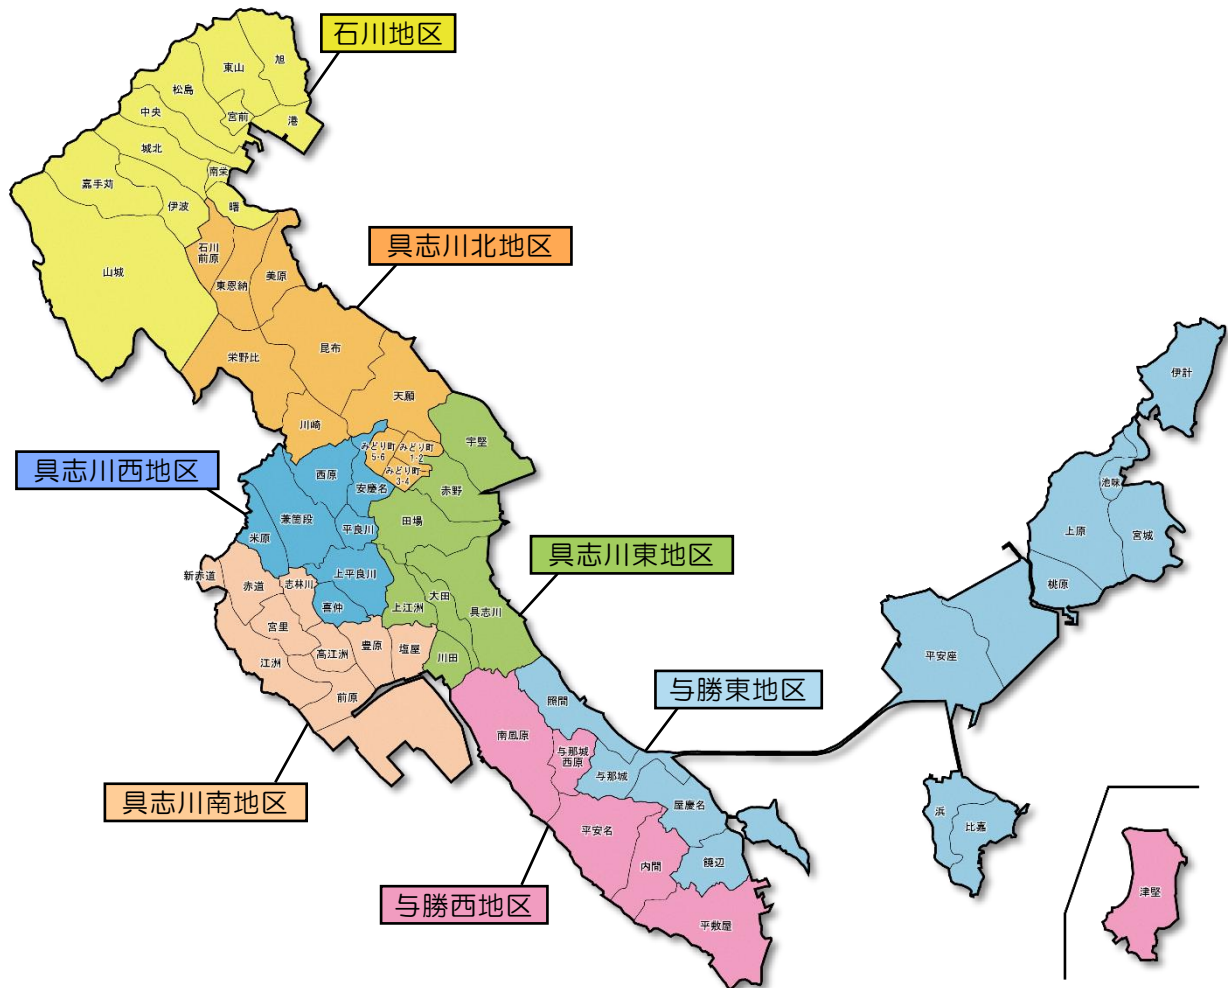 石川地区
旭
東山
松島
宮前
港
中央
城北
南栄
嘉手苅
伊波
曙
山城
具志川北地区
石川
前原
東恩納
美原
昆布
栄野比
天願
川崎
みどり町
5・6
みどり町
1・2
みどり町
3・4
具志川西地区
西原
安慶名
兼箇段
平良川
米原
上平良川
喜仲
具志川東地区
宇堅
赤野
田場
大田
上江洲
具志川
川田
新赤道
赤道
志林川
宮里
高江洲
豊原
塩屋
江洲
前原
具志川南地区
与勝東地区
照間
与那城
屋慶名
饒辺
伊計
池味
上原
宮城
桃原
平安座
浜
比嘉
与勝西地区
南風原
与那城
西原
平安名
内間
平敷屋
津堅